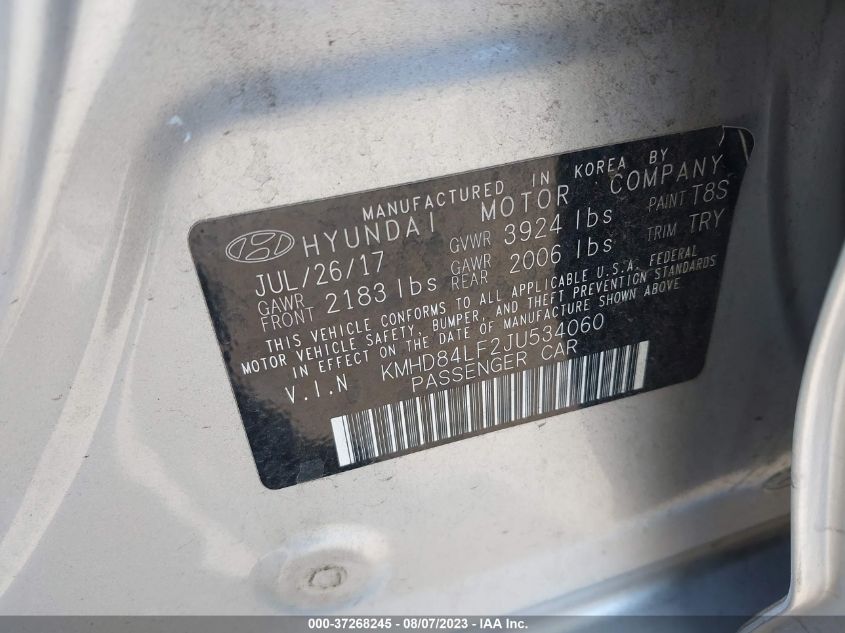 MANUFACTURED IN KOREA BY
HYUNDAI MOTOR COMPANY
JUL/26/17 GVWR 3924 lbs PAINT T8S
GAWR FRONT 2183 lbs GAWR REAR 2006 lbs TRIM TRY
THIS VEHICLE CONFORMS TO ALL APPLICABLE U.S.A. FEDERAL
MOTOR VEHICLE SAFETY, BUMPER, AND THEFT PREVENTION STANDARDS
IN EFFECT ON THE DATE OF MANUFACTURE SHOWN ABOVE.
V.I.N KMHD84LF2JU534060
PASSENGER CAR
000-37268245 - 08/07/2023 - IAAI.COM